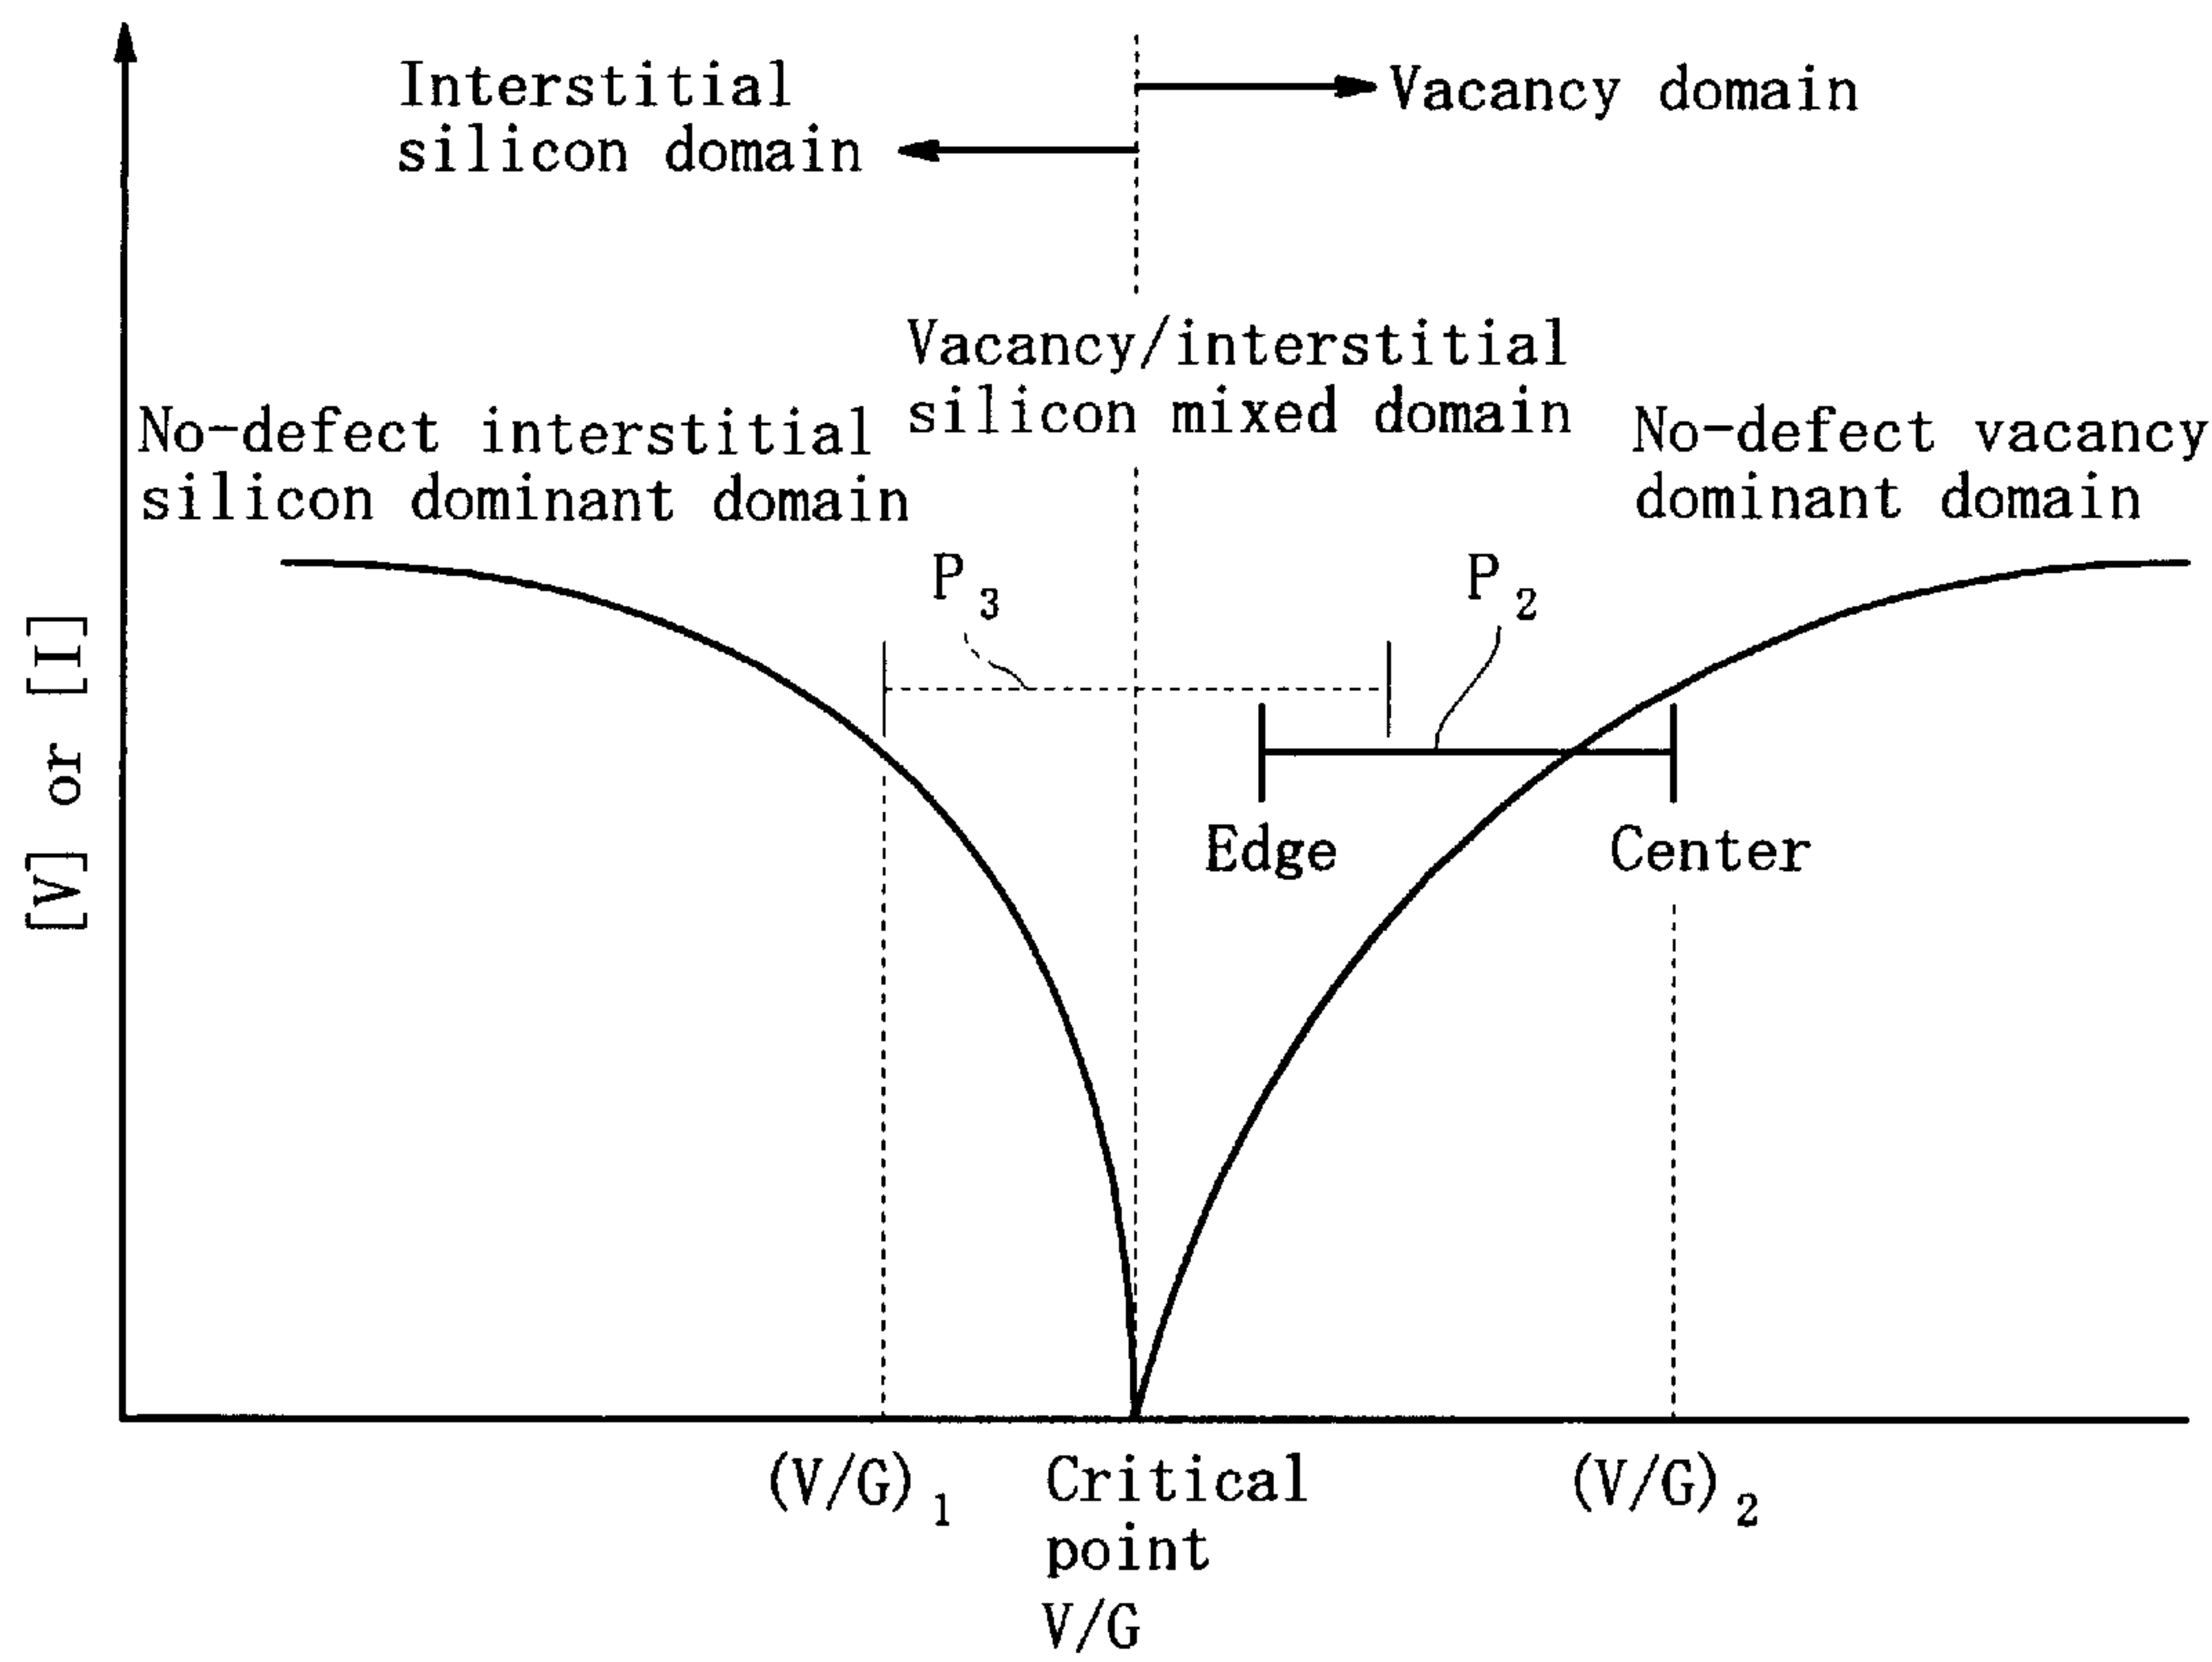 Interstitial
silicon domain
Vacancy domain
Vacancy/interstitial
silicon mixed domain
No-defect interstitial
silicon dominant domain
No-defect vacancy
dominant domain
P3
P2
[V] or [I]
Edge
Center
(V/G)1
Critical
point
V/G
(V/G)2